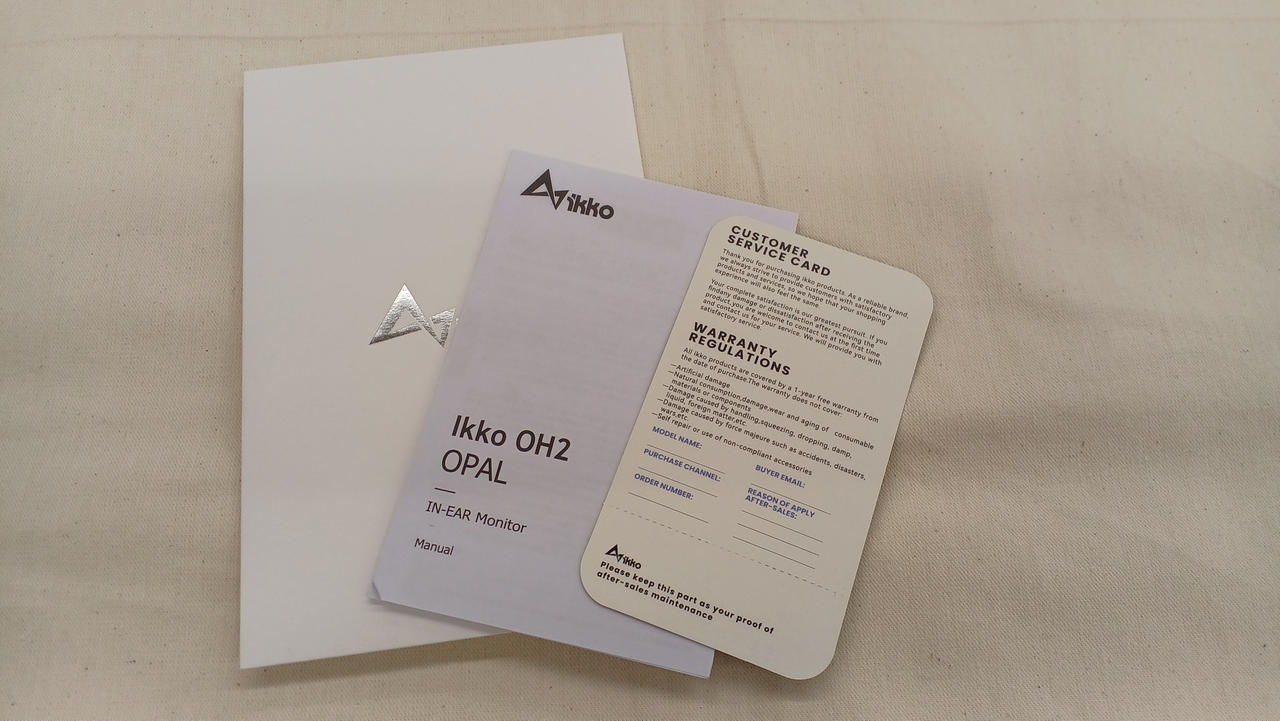 ikko
Ikko OH2
OPAL
IN-EAR Monitor
Manual
CUSTOMER
SERVICE CARD
Thank you for purchasing ikko products. As a reliable brand,
we always strive to provide customers with satisfactory
products and services, so we hope that your shopping
experience will also feel the same.
Your complete satisfaction is our greatest pursuit. If you
findany damage or dissatisfaction after receiving the
product,you are welcome to contact us at the first time
and contact us for your service. We will provide you with
satisfactory service.
WARRANTY
REGULATIONS
All ikko products are covered by a 1-year free warranty from
the date of purchase.The warranty does not cover:
—Artificial damage
—Natural consumption,damage,wear and aging of consumable
materials or components
—Damage caused by handling,squeezing, dropping, damp,
liquid, foreign matter,etc.
—Damage caused by force majeure such as accidents, disasters,
wars,etc.
—Self repair or use of non-compliant accessories
MODEL NAME:
BUYER EMAIL:
PURCHASE CHANNEL:
REASON OF APPLY
AFTER-SALES:
ORDER NUMBER:
ikko
Please keep this part as your proof of
after-sales maintenance